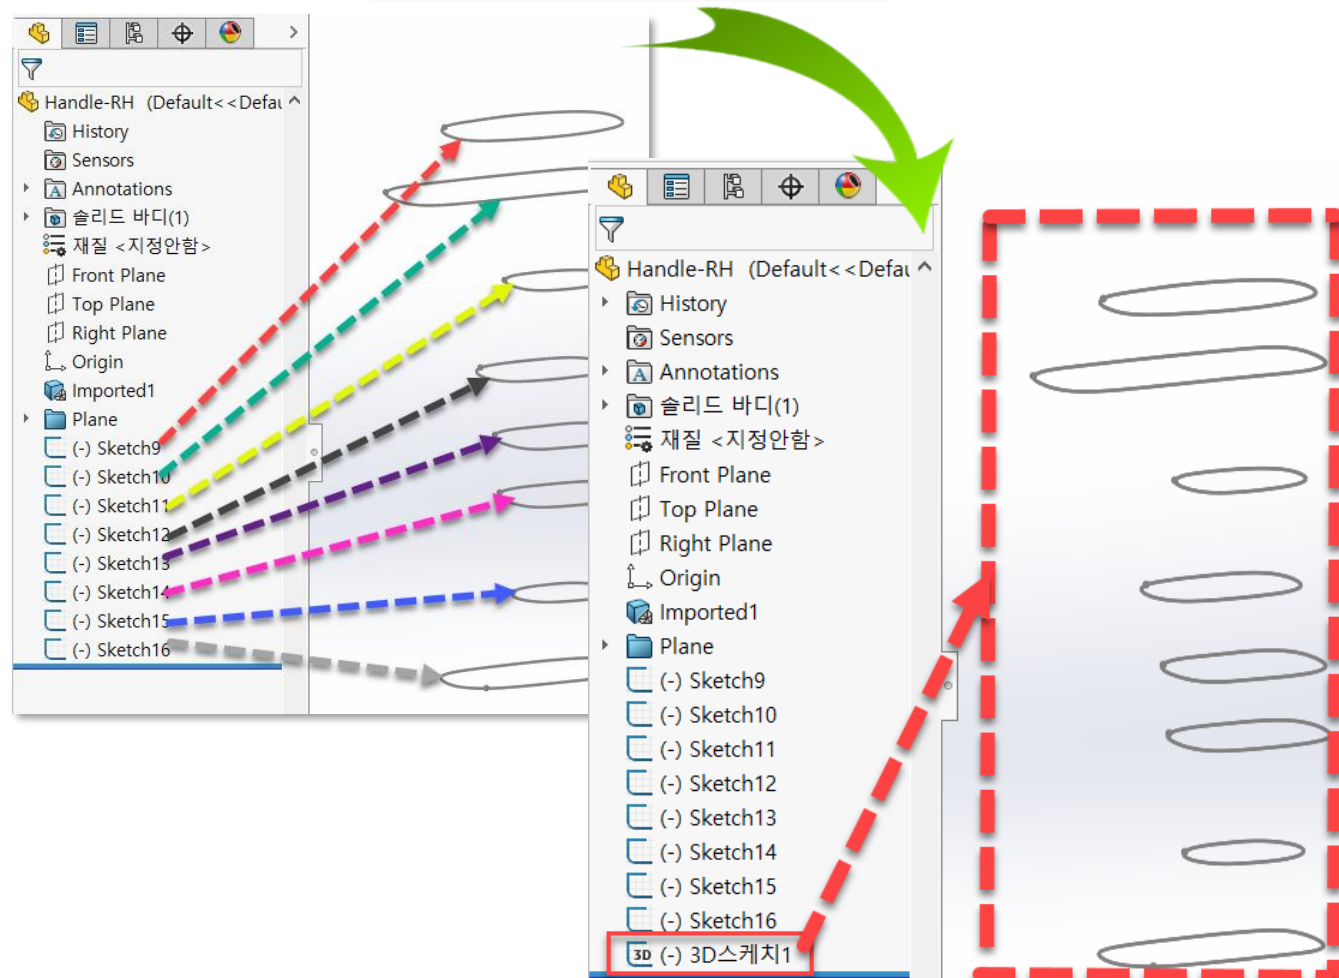 Handle-RH (Default<<Defau
History
Sensors
Annotations
솔리드 바디(1)
재질 <지정안함>
Front Plane
Top Plane
Right Plane
Origin
Imported1
Plane
(-) Sketch9
(-) Sketch10
(-) Sketch11
(-) Sketch12
(-) Sketch13
(-) Sketch14
(-) Sketch15
(-) Sketch16
Handle-RH (Default<<Defau
History
Sensors
Annotations
솔리드 바디(1)
재질 <지정안함>
Front Plane
Top Plane
Right Plane
Origin
Imported1
Plane
(-) Sketch9
(-) Sketch10
(-) Sketch11
(-) Sketch12
(-) Sketch13
(-) Sketch14
(-) Sketch15
(-) Sketch16
3D (-) 3D스케치1